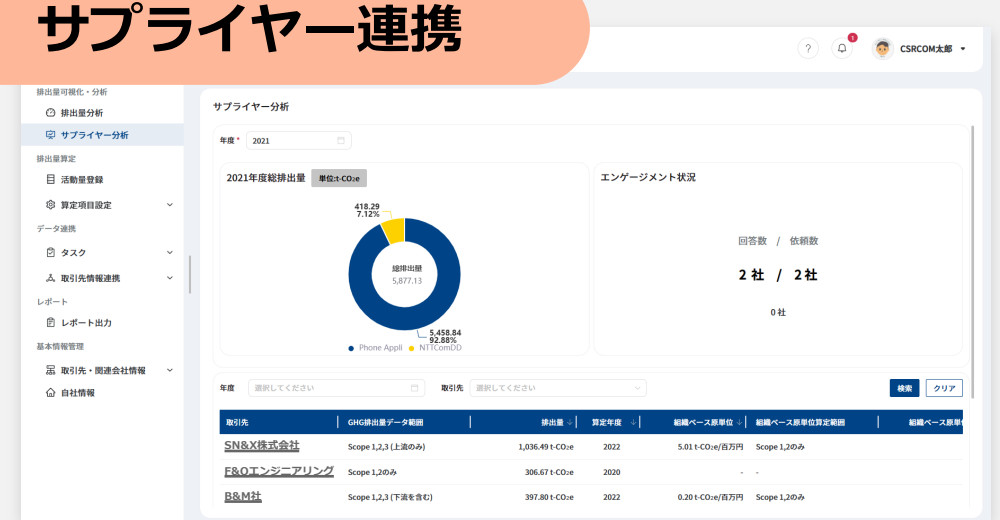 サプライヤー連携
?
1
CSRCOM太郎
排出量可視化・分析
排出量分析
サプライヤー分析
排出量算定
活動量登録
算定項目設定
データ連携
タスク
取引先情報連携
レポート
レポート出力
基本情報管理
取引先・関連会社情報
自社情報
サプライヤー分析
年度 * 2021
2021年度総排出量 単位:t-CO2e
418.29
7.12%
総排出量
5,877.13
5,458.84
92.88%
Phone Appli NTTComDD
エンゲージメント状況
回答数 / 依頼数
2 社 / 2 社
0 社
年度 選択してください 取引先 選択してください 検索 クリア
取引先 GHG排出量データ範囲 排出量 算定年度 組織ベース原単位 組織ベース原単位算定範囲 組織ベース原単
SN&X株式会社 Scope 1,2,3 (上流のみ) 1,036.49 t-CO2e 2022 5.01 t-CO2e/百万円 Scope 1,2のみ
F&Oエンジニアリング Scope 1,2のみ 306.67 t-CO2e 2020 - -
B&M社 Scope 1,2,3 (下流を含む) 397.80 t-CO2e 2022 0.20 t-CO2e/百万円 Scope 1,2のみ